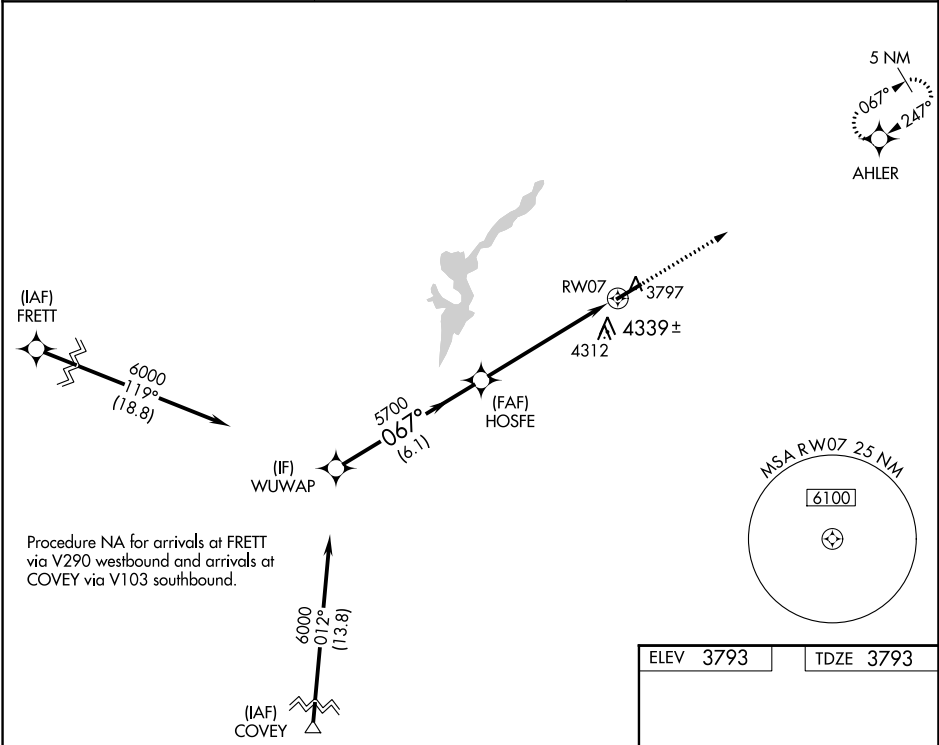 5 NM
067°
247°
AHLER
RW07
3797
4339±
4312
(IAF)
FRETT
6000
119°
(18.8)
5700
067°
(6.1)
(FAF)
HOSFE
(IF)
WUWAP
MSA RW07 25 NM
6100
Procedure NA for arrivals at FRETT
via V290 westbound and arrivals at
COVEY via V103 southbound.
6000
012°
(13.8)
(IAF)
COVEY
ELEV 3793
TDZE 3793